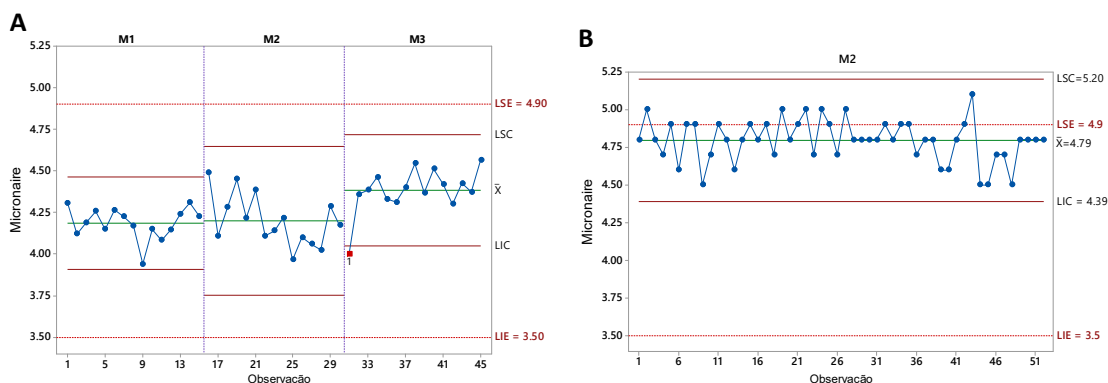 A
M1 M2 M3
5.25
5.00
4.75
4.50
4.25
4.00
3.75
3.50
Micronaire
LSE = 4.90
LSC
X̄
LIC
LIE = 3.50
1
1 5 9 13 17 21 25 29 33 37 41 45
Observação
B
M2
5.25
5.00
4.75
4.50
4.25
4.00
3.75
3.50
Micronaire
LSC=5.20
LSE = 4.9
X̄=4.79
LIC = 4.39
LIE = 3.5
1 6 11 16 21 26 31 36 41 46 51
Observação